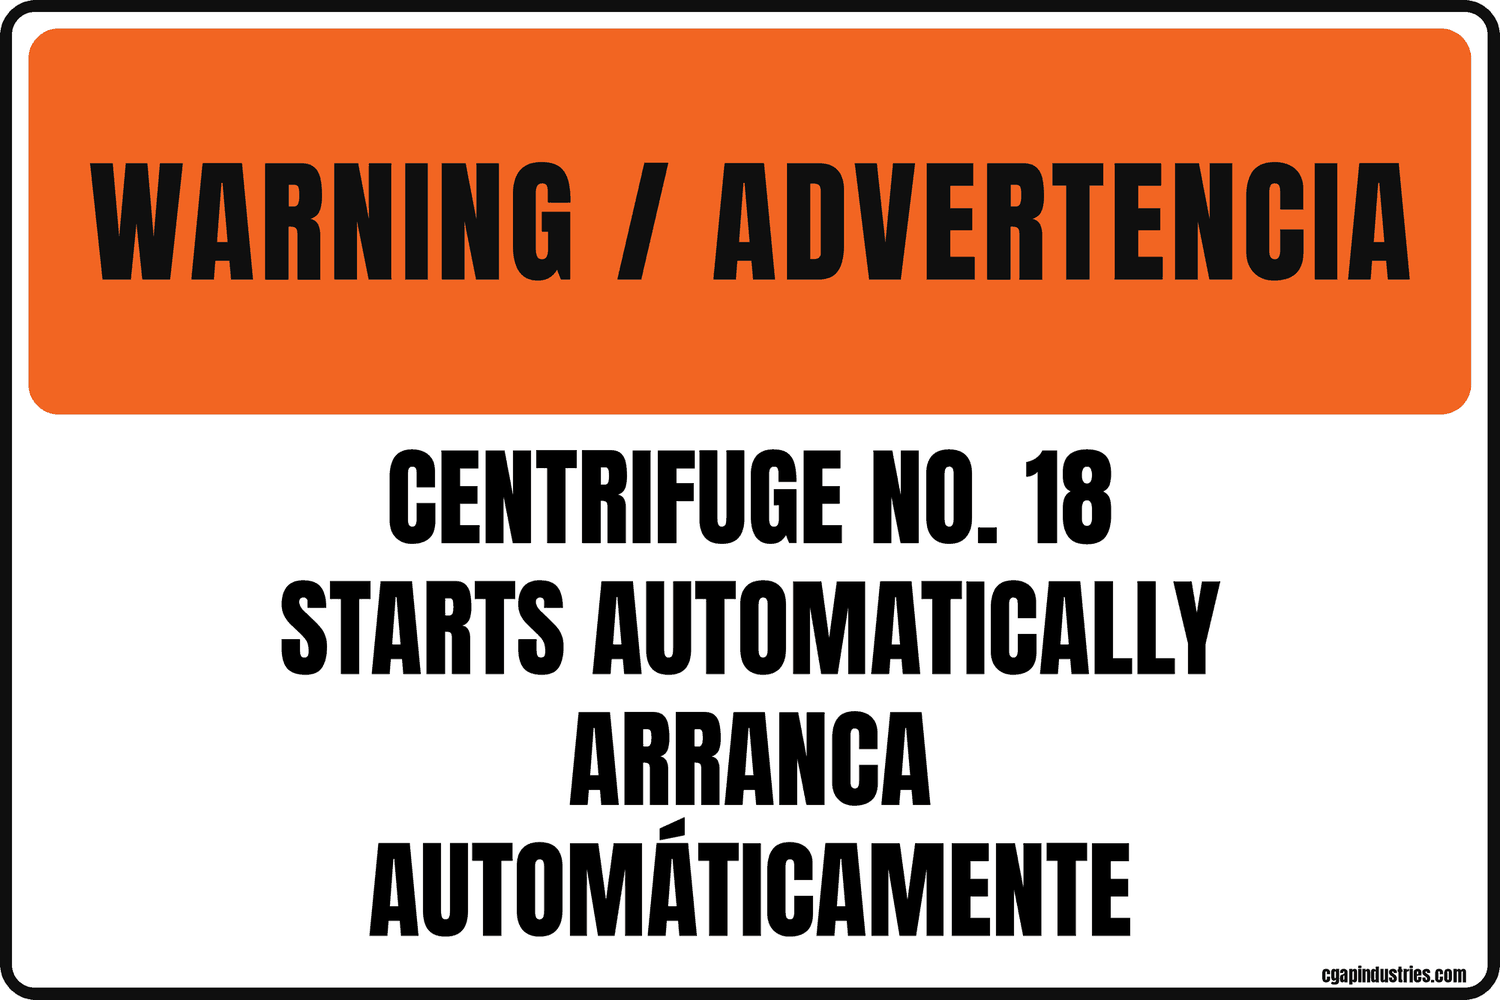 WARNING / ADVERTENCIA
CENTRIFUGE NO. 18
STARTS AUTOMATICALLY
ARRANCA
AUTOMÁTICAMENTE
cgapindustries.com